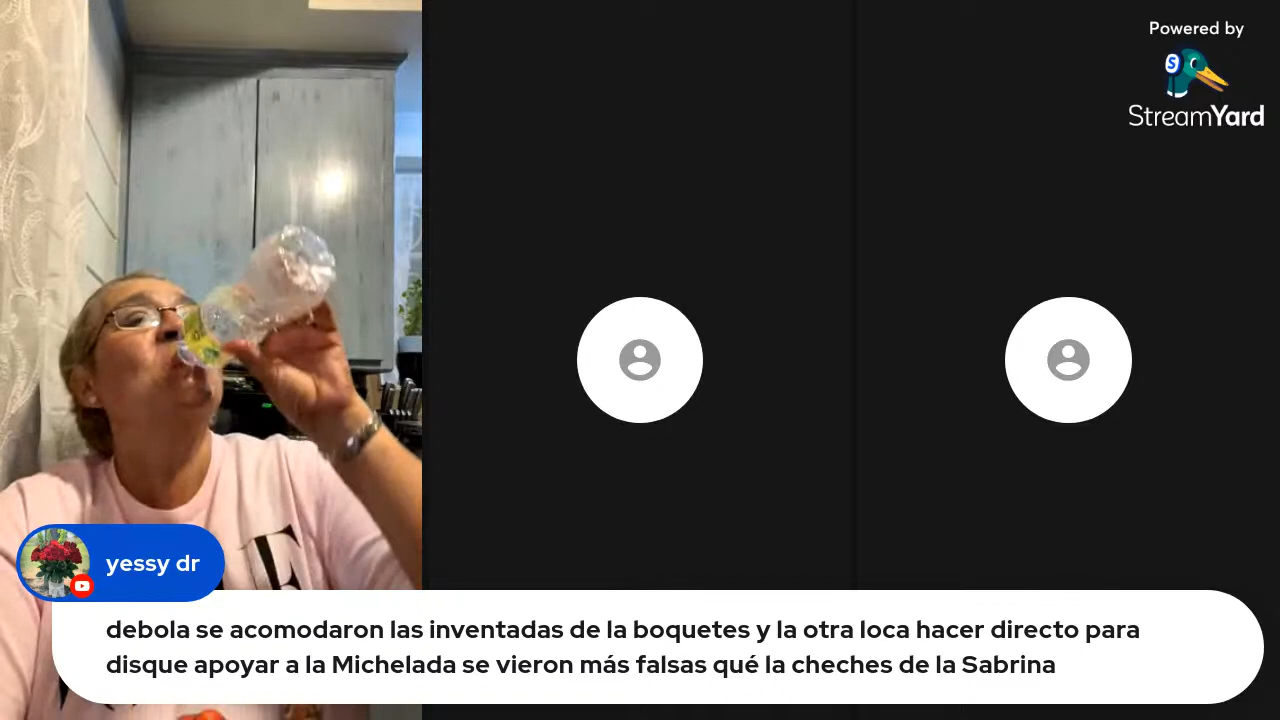 Powered by
StreamYard
yessy dr
debola se acomodaron las inventadas de la boquetes y la otra loca hacer directo para
disque apoyar a la Michelada se vieron más falsas qué la cheches de la Sabrina